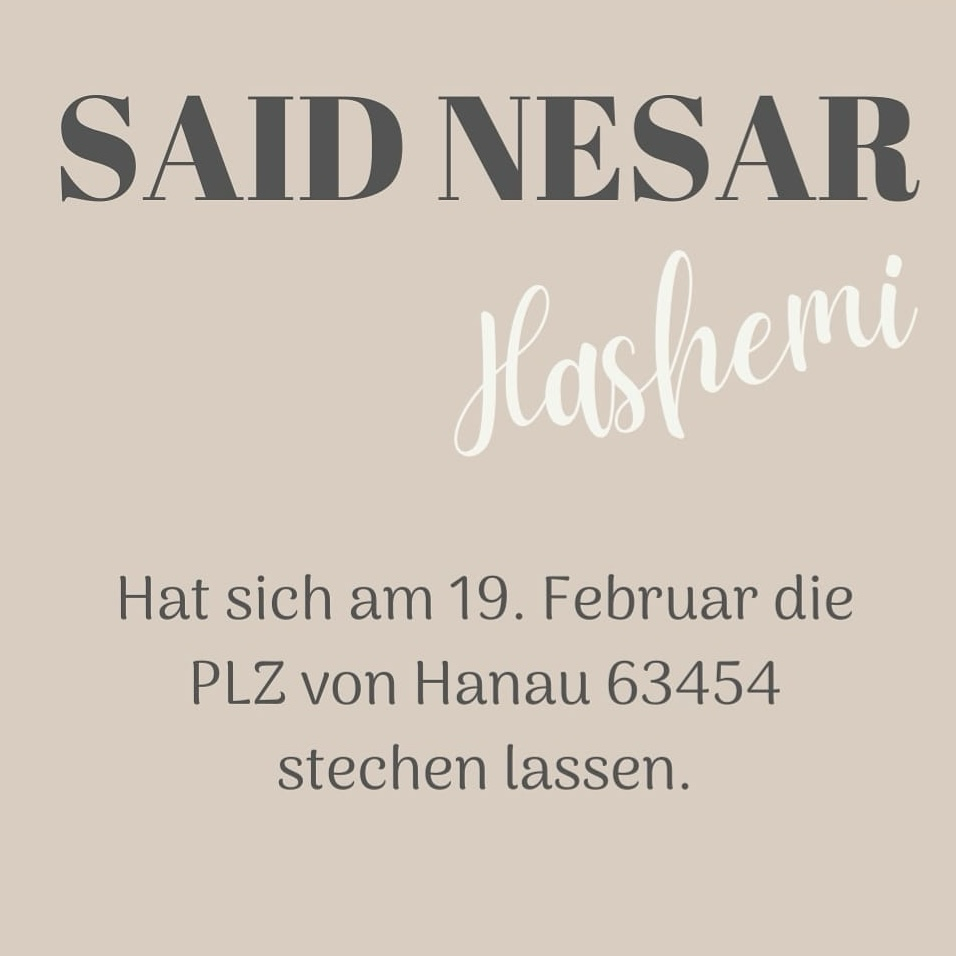 SAID NESAR
Hashemi
Hat sich am 19. Februar die
PLZ von Hanau 63454
stechen lassen.